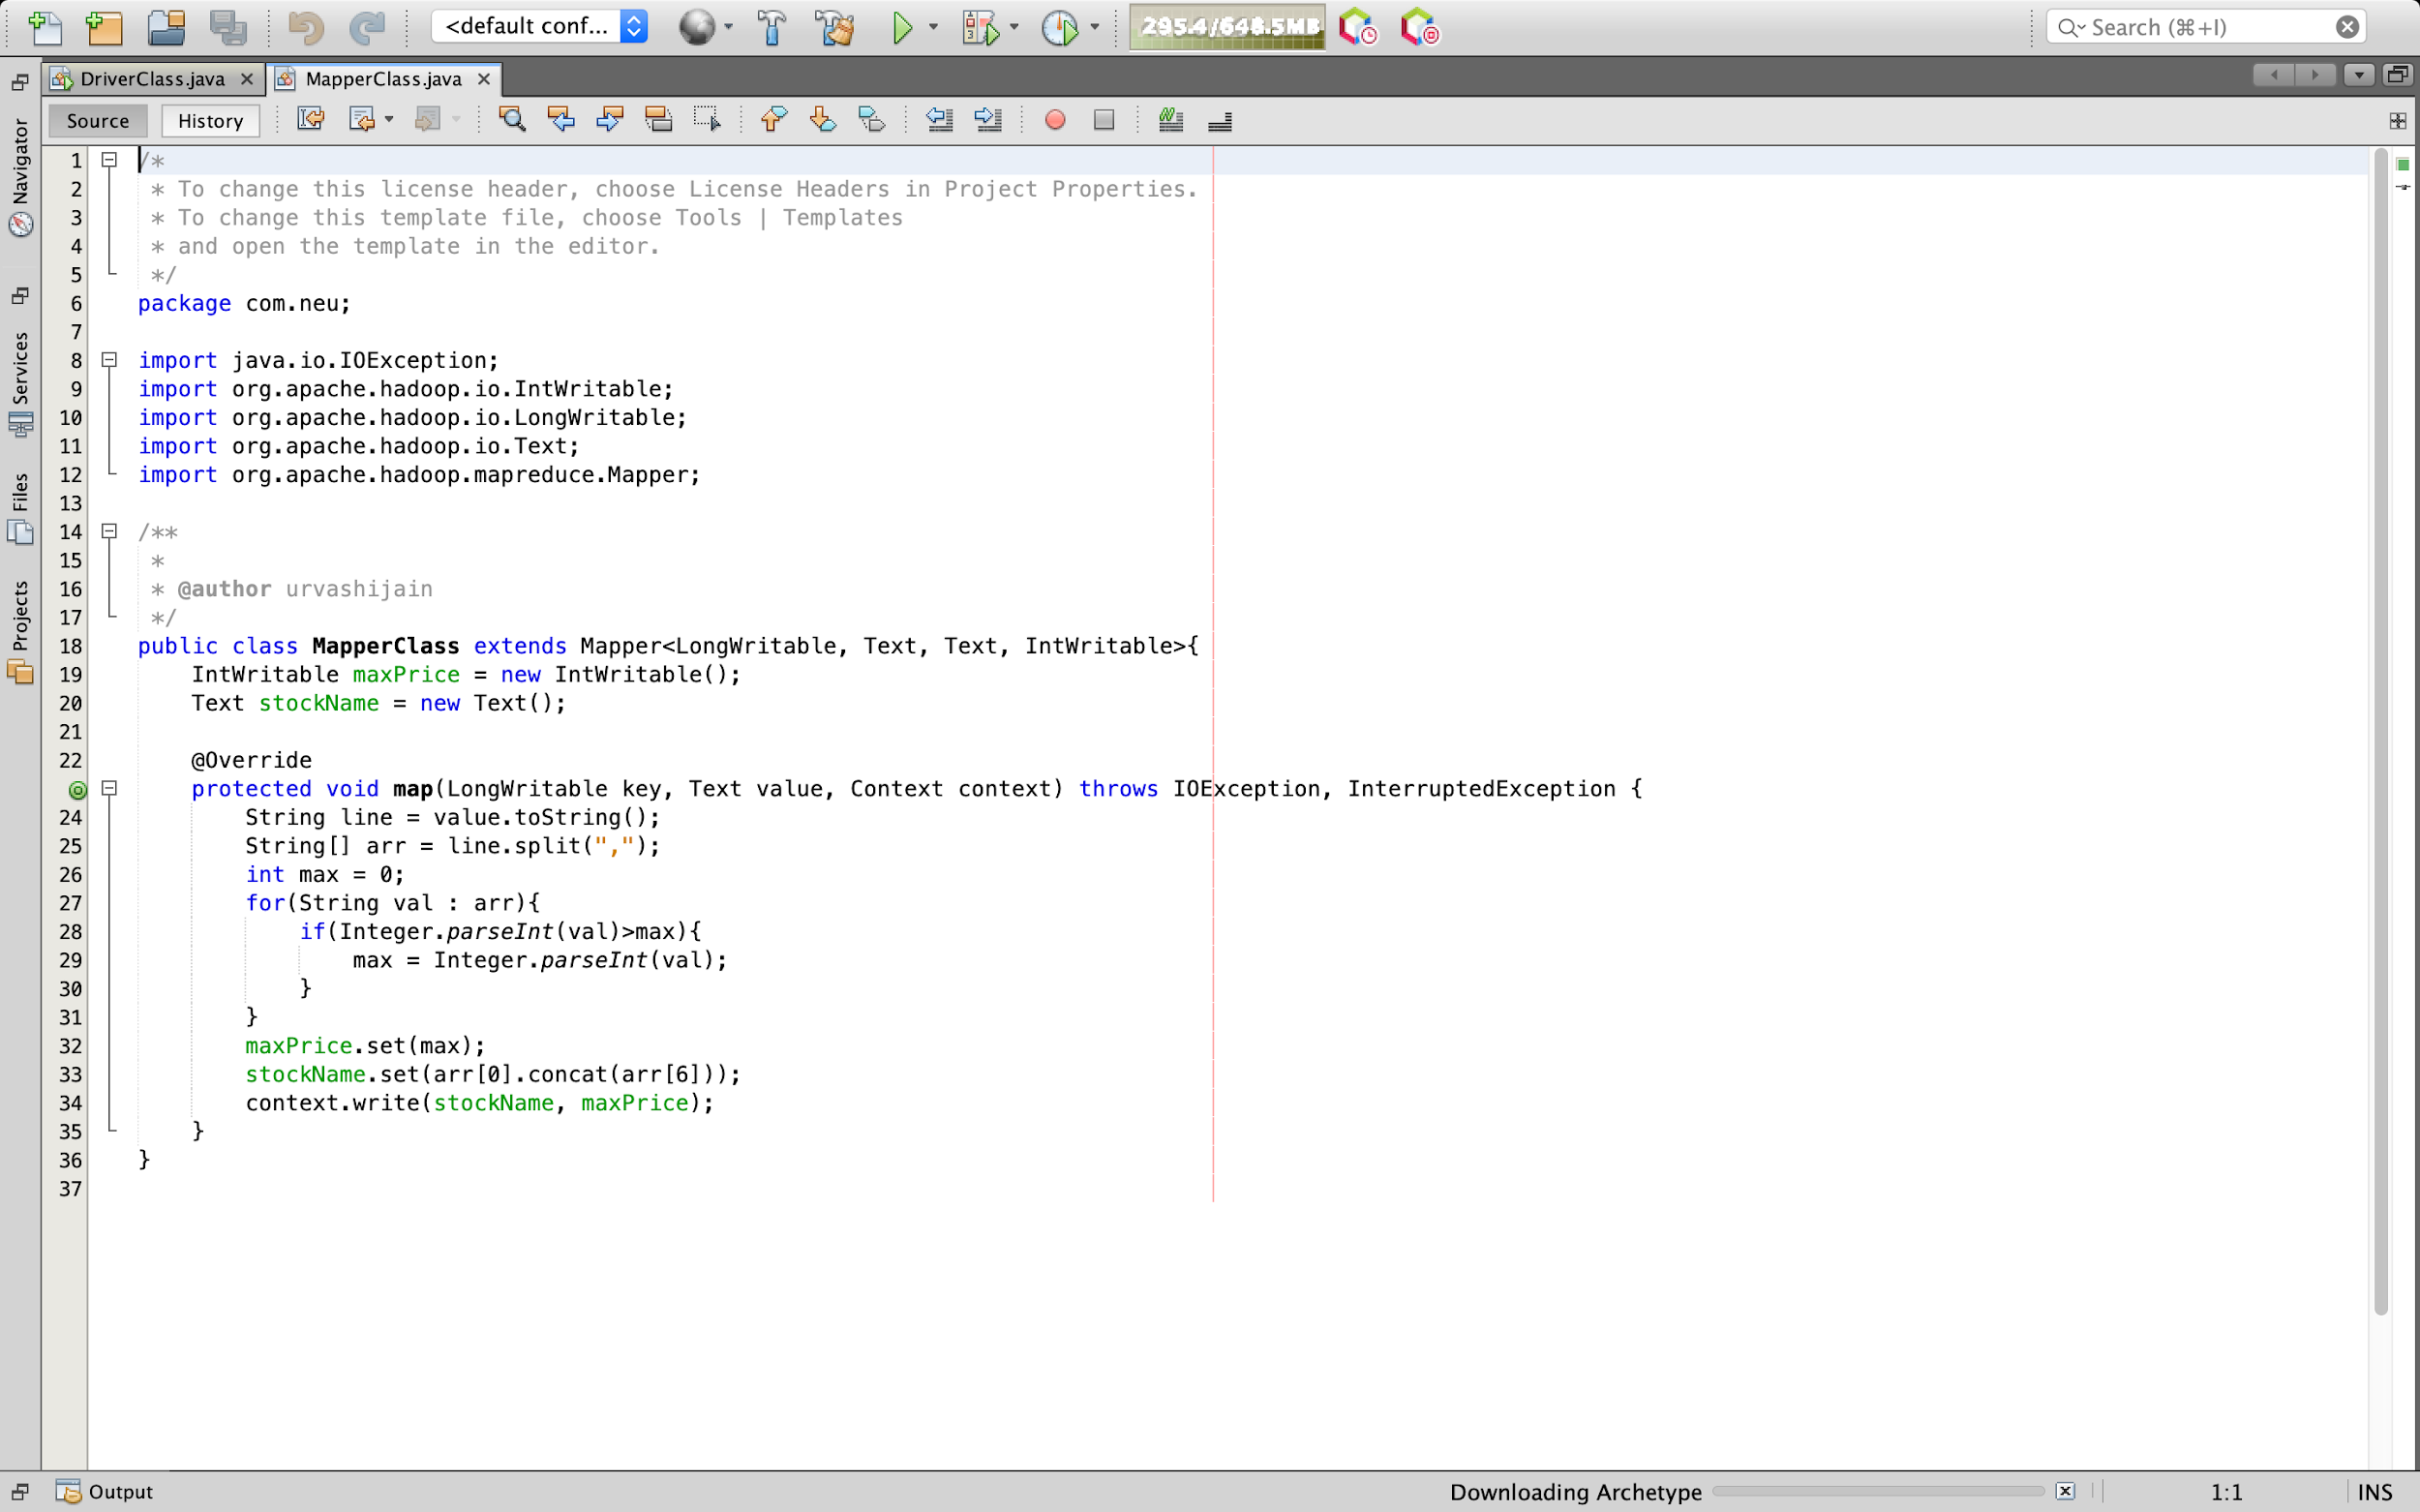 <default conf...
295.4/648.5MB
Search (⌘+I)
DriverClass.java
MapperClass.java
Source
History
Navigator
Services
Files
Projects
1 /*
2  * To change this license header, choose License Headers in Project Properties.
3  * To change this template file, choose Tools | Templates
4  * and open the template in the editor.
5  */
6 package com.neu;
7
8 import java.io.IOException;
9 import org.apache.hadoop.io.IntWritable;
10 import org.apache.hadoop.io.LongWritable;
11 import org.apache.hadoop.io.Text;
12 import org.apache.hadoop.mapreduce.Mapper;
13
14 /**
15  *
16  * @author urvashijain
17  */
18 public class MapperClass extends Mapper<LongWritable, Text, Text, IntWritable>{
19     IntWritable maxPrice = new IntWritable();
20     Text stockName = new Text();
21
22     @Override
    protected void map(LongWritable key, Text value, Context context) throws IOException, InterruptedException {
24         String line = value.toString();
25         String[] arr = line.split(",");
26         int max = 0;
27         for(String val : arr){
28             if(Integer.parseInt(val)>max){
29                 max = Integer.parseInt(val);
30             }
31         }
32         maxPrice.set(max);
33         stockName.set(arr[0].concat(arr[6]));
34         context.write(stockName, maxPrice);
35     }
36 }
37
Output
Downloading Archetype
1:1
INS